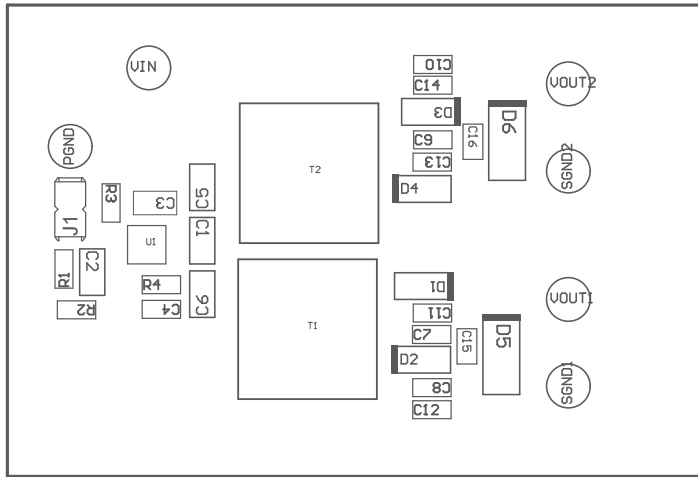 VIN
C10
C14
VOUT2
D3
D6
PGND
C9
C16
T2
C13
SGND2
R3
D4
C3
C5
J1
C1
U1
C2
R1
R4
D1
C6
VOUT1
R2
C4
C11
T1
C7
C15
D5
D2
SGND1
C8
C12